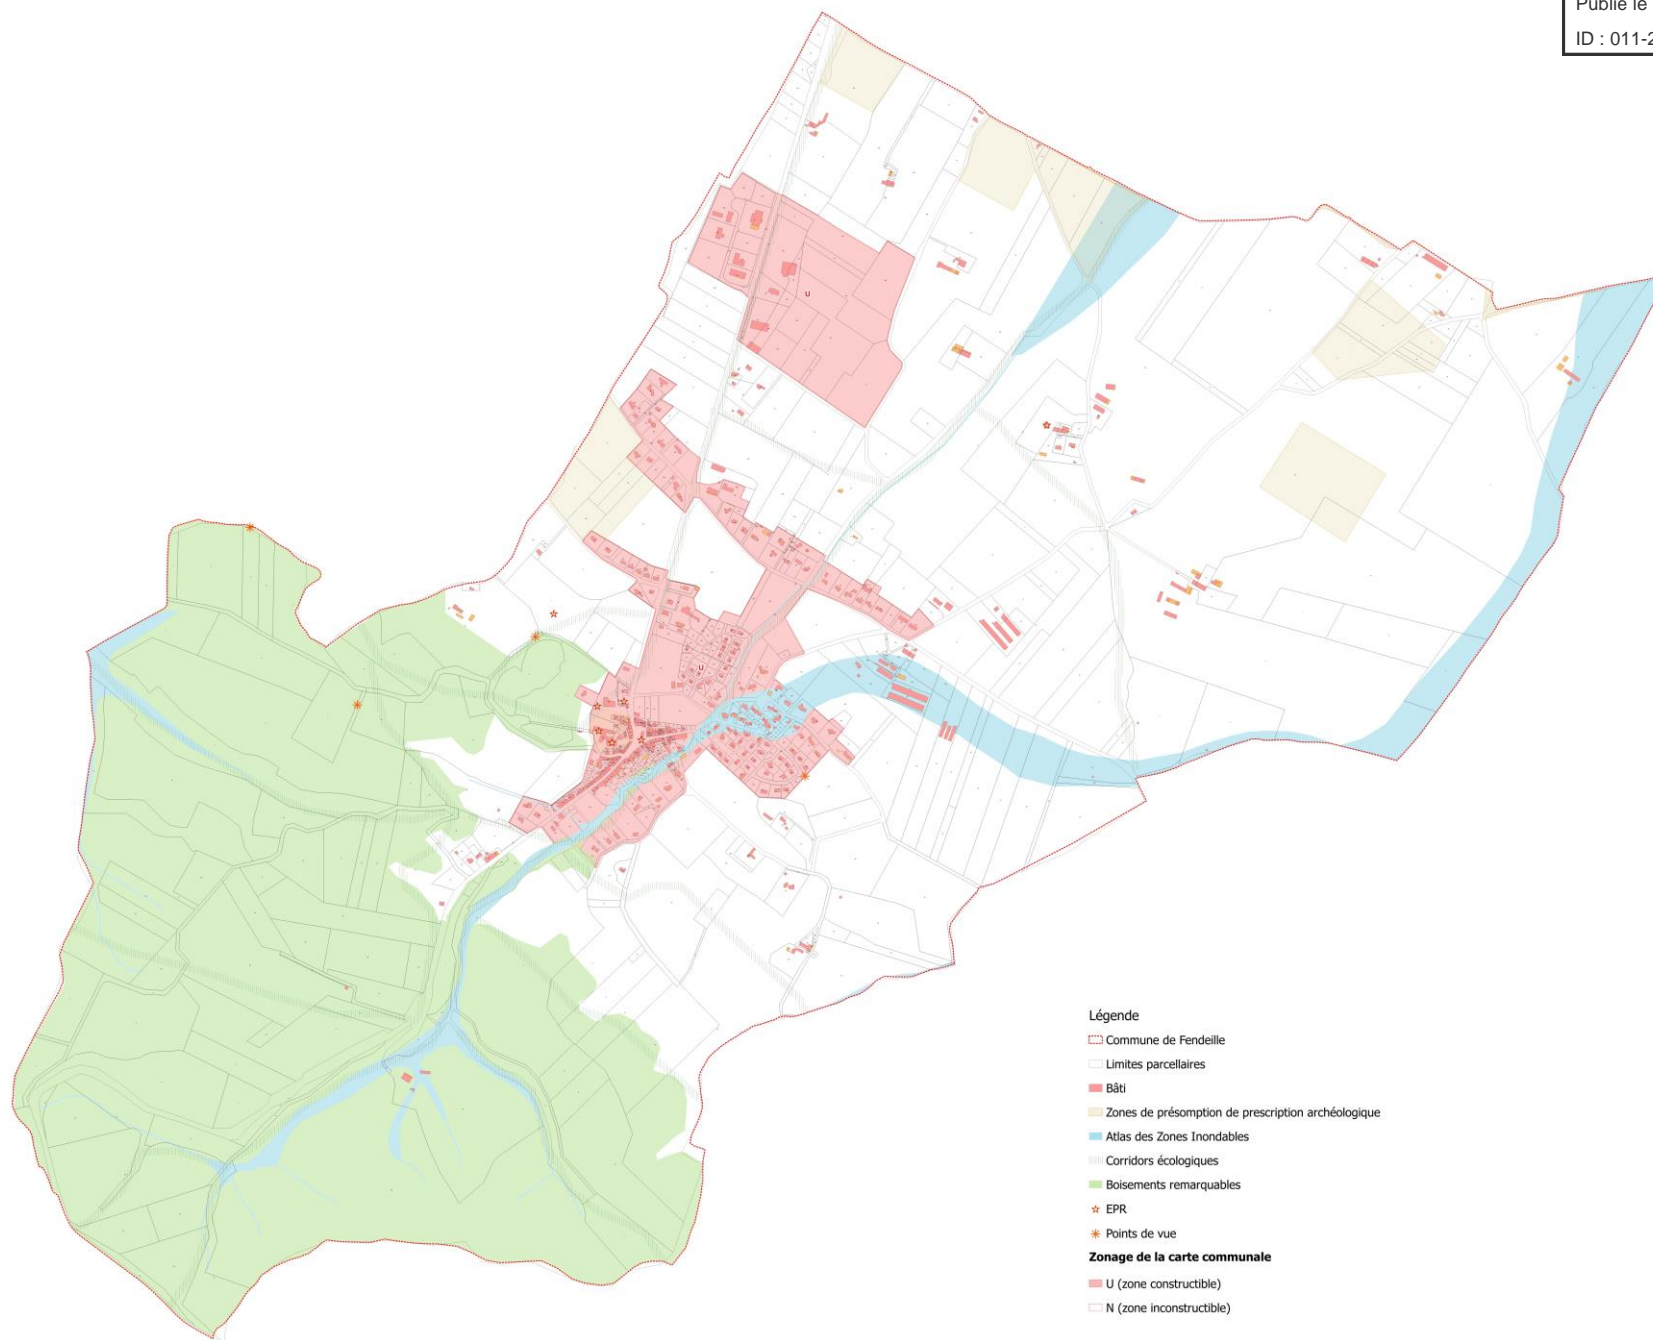 Publié le
ID : 011-2
U
U
Légende
Commune de Fendeille
Limites parcellaires
Bâti
Zones de présomption de prescription archéologique
Atlas des Zones Inondables
Corridors écologiques
Boisements remarquables
EPR
Points de vue
Zonage de la carte communale
U (zone constructible)
N (zone inconstructible)